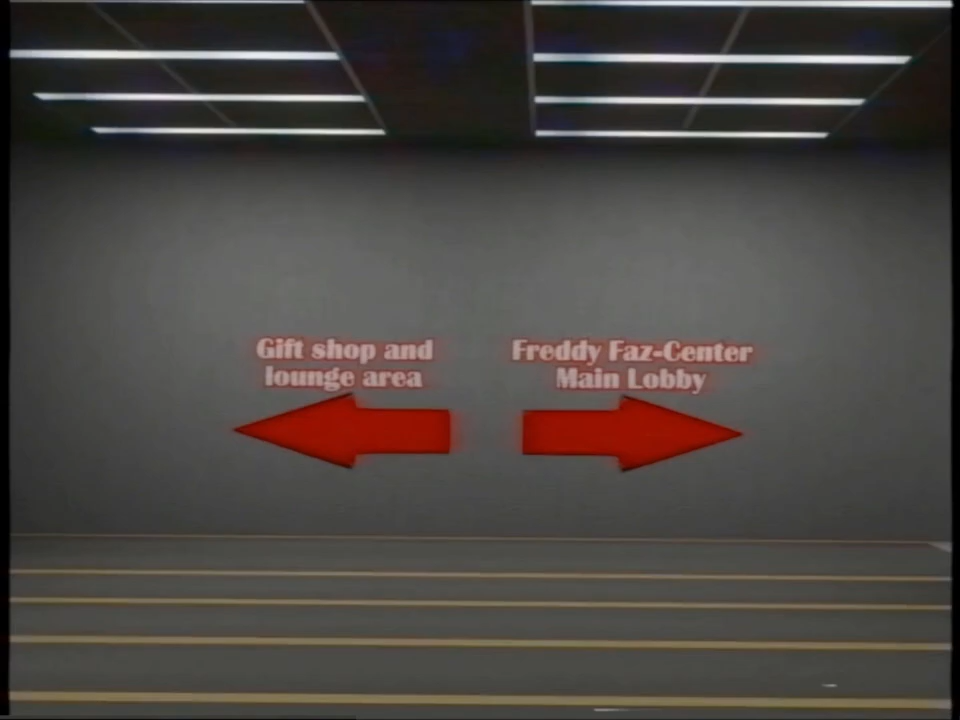 Gift shop and
lounge area
Freddy Faz-Center
Main Lobby